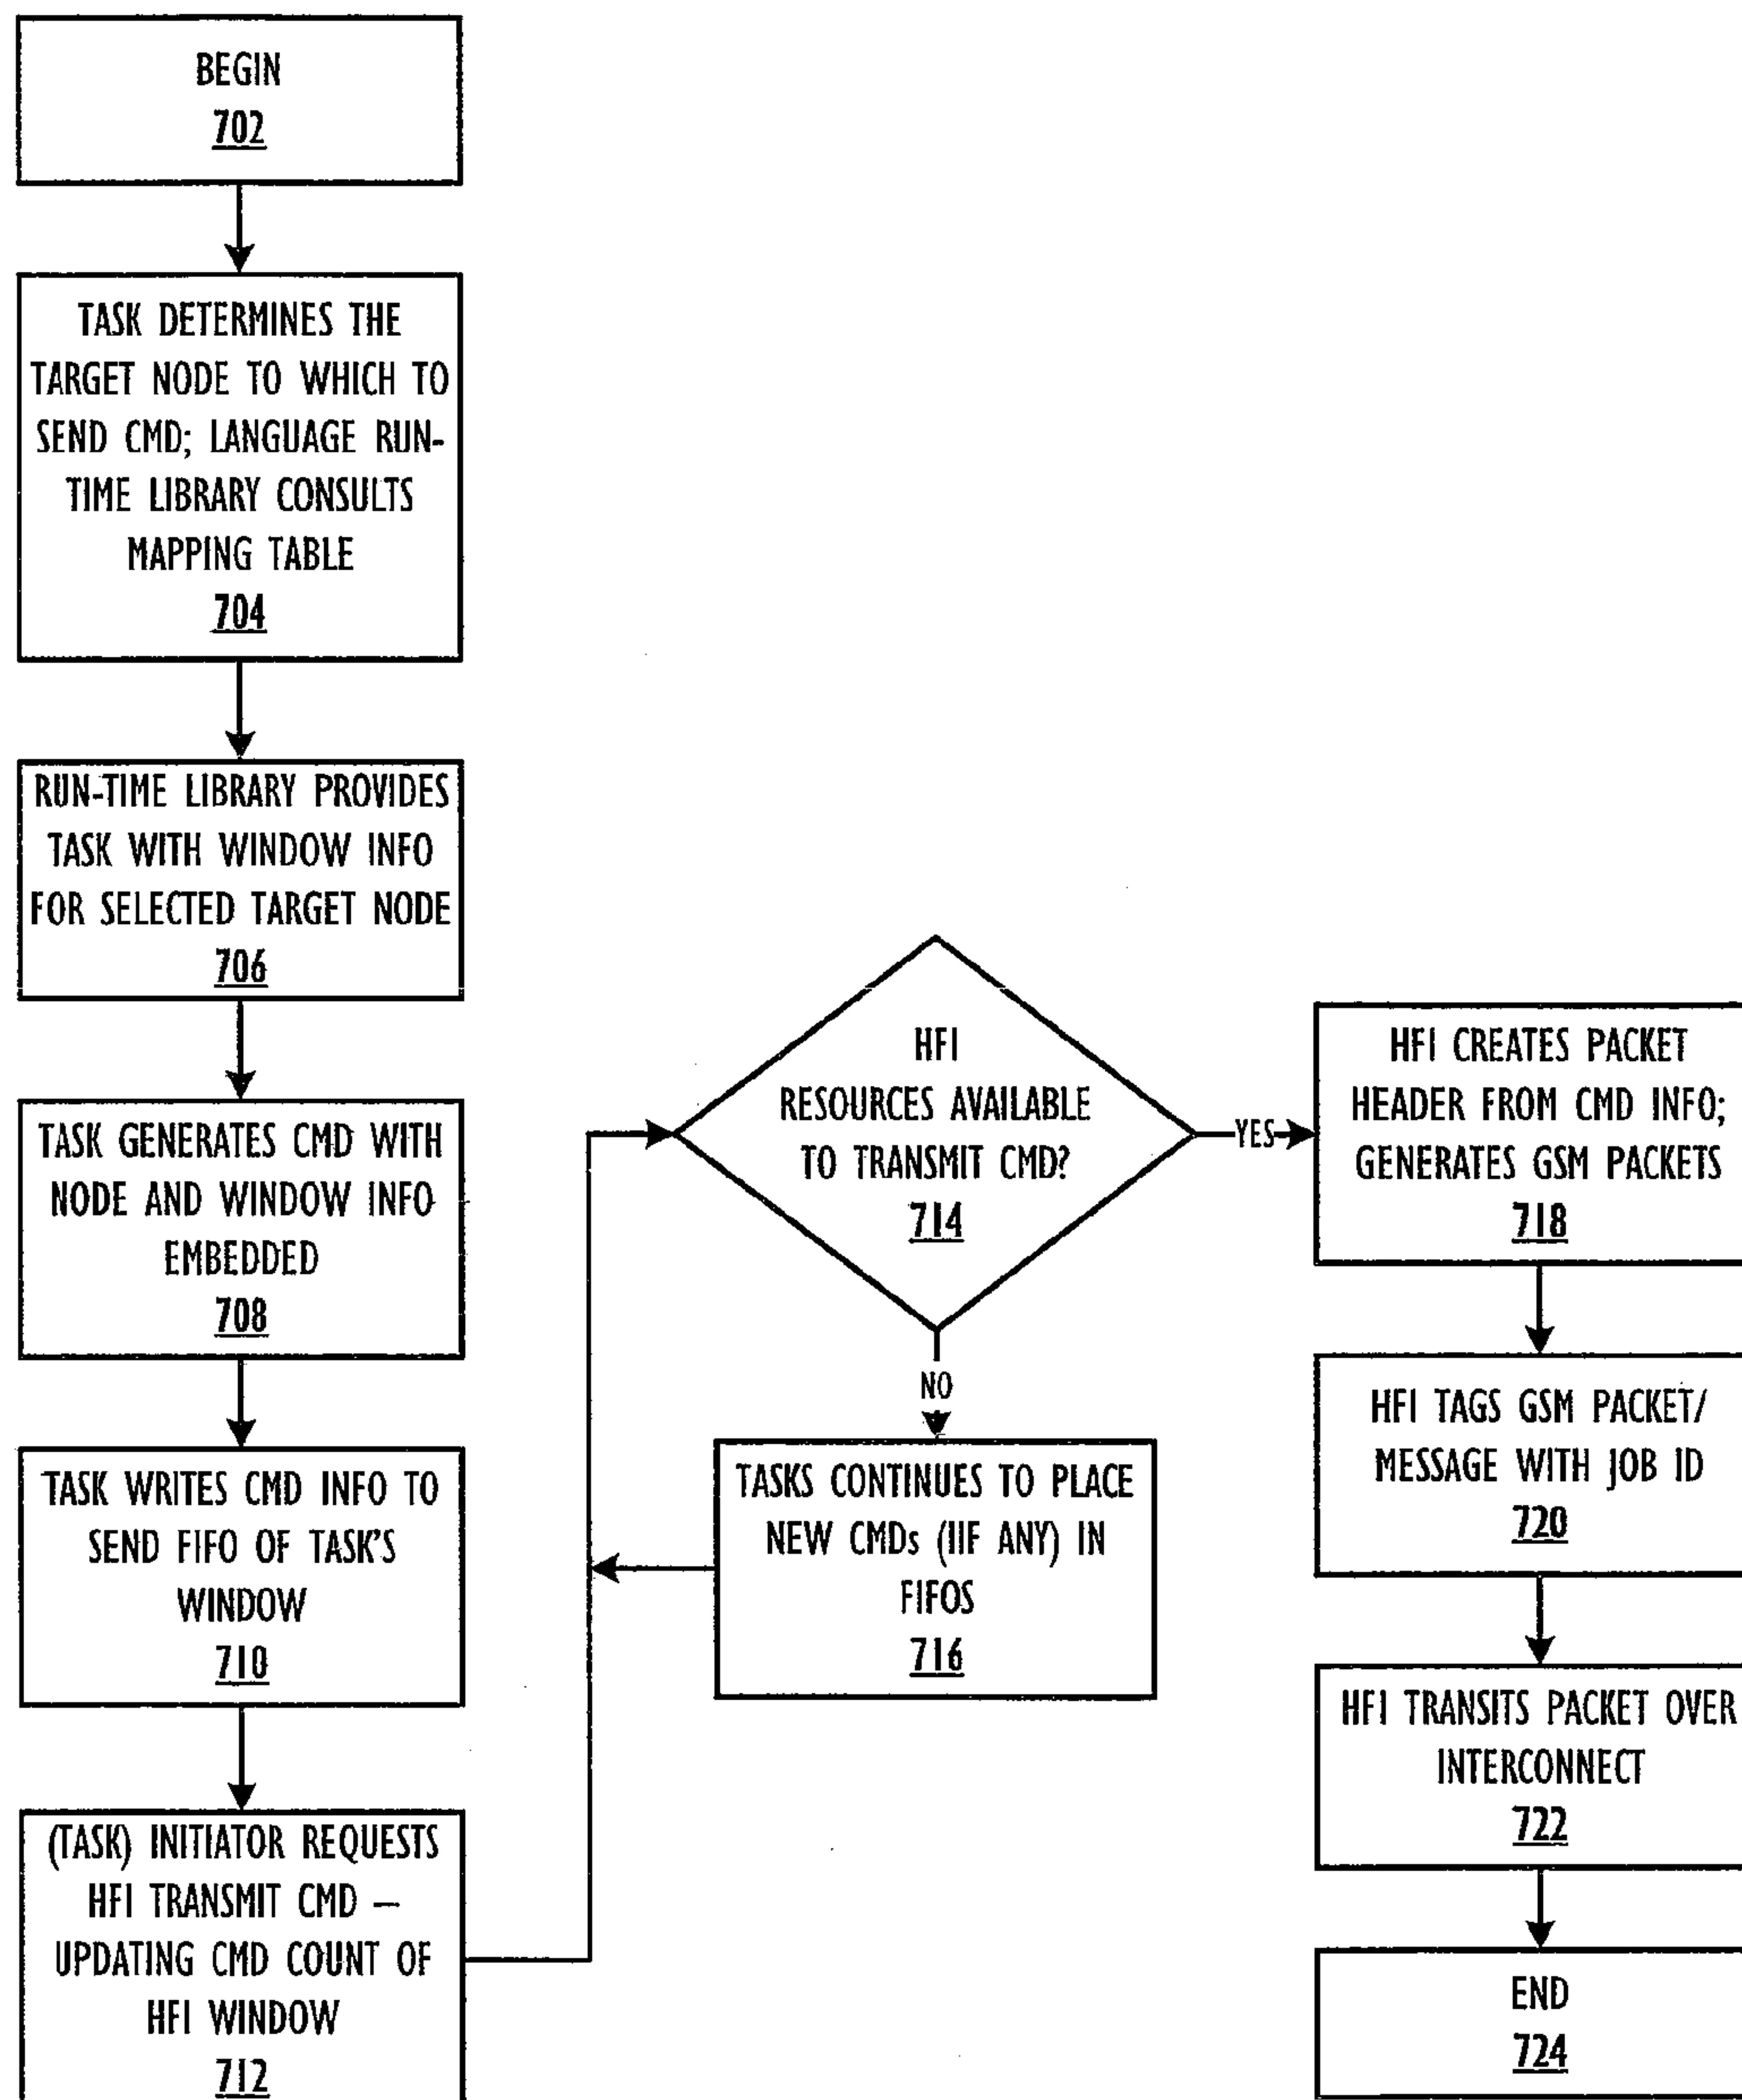 BEGIN
702
TASK DETERMINES THE
TARGET NODE TO WHICH TO
SEND CMD; LANGUAGE RUN-
TIME LIBRARY CONSULTS
MAPPING TABLE
704
RUN-TIME LIBRARY PROVIDES
TASK WITH WINDOW INFO
FOR SELECTED TARGET NODE
706
TASK GENERATES CMD WITH
NODE AND WINDOW INFO
EMBEDDED
708
TASK WRITES CMD INFO TO
SEND FIFO OF TASK'S
WINDOW
710
(TASK) INITIATOR REQUESTS
HFI TRANSMIT CMD –
UPDATING CMD COUNT OF
HFI WINDOW
712
HFI
RESOURCES AVAILABLE
TO TRANSMIT CMD?
714
YES
NO
TASKS CONTINUES TO PLACE
NEW CMDs (IIF ANY) IN
FIFOS
716
HFI CREATES PACKET
HEADER FROM CMD INFO;
GENERATES GSM PACKETS
718
HFI TAGS GSM PACKET/
MESSAGE WITH JOB ID
720
HFI TRANSITS PACKET OVER
INTERCONNECT
722
END
724